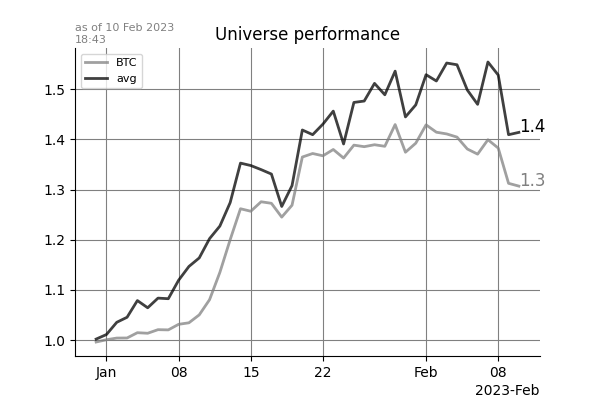 as of 10 Feb 2023
18:43
Universe performance
BTC
avg
1.5
1.4
1.3
1.2
1.1
1.0
1.4
1.3
Jan
08
15
22
Feb
08
2023-Feb